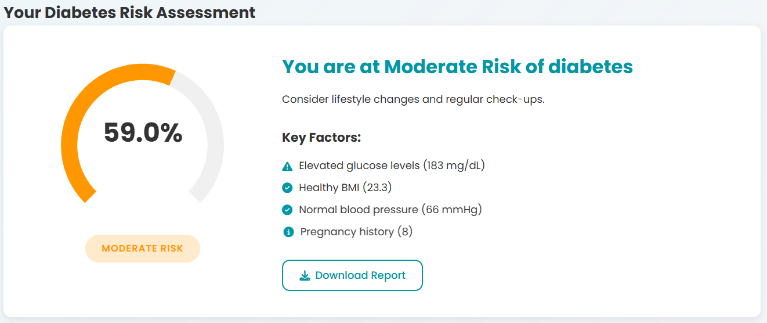 Your Diabetes Risk Assessment
59.0%
MODERATE RISK
You are at Moderate Risk of diabetes
Consider lifestyle changes and regular check-ups.
Key Factors:
Elevated glucose levels (183 mg/dL)
Healthy BMI (23.3)
Normal blood pressure (66 mmHg)
Pregnancy history (8)
Download Report